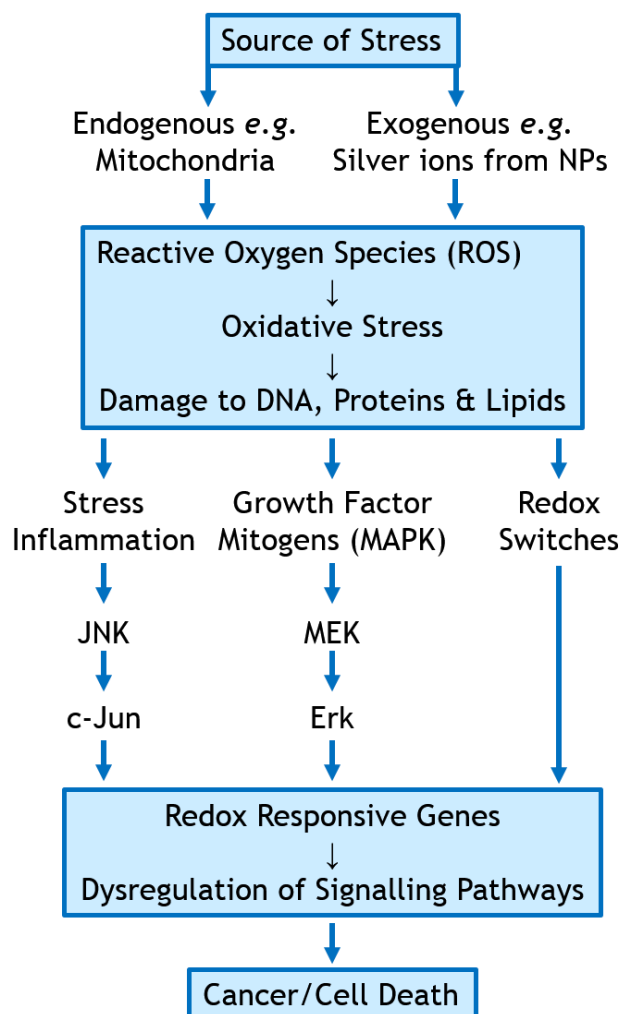 Source of Stress
Endogenous e.g.
Mitochondria
Exogenous e.g.
Silver ions from NPs
Reactive Oxygen Species (ROS)
↓
Oxidative Stress
↓
Damage to DNA, Proteins & Lipids
Stress
Inflammation
Growth Factor
Mitogens (MAPK)
Redox
Switches
JNK
MEK
c-Jun
Erk
Redox Responsive Genes
↓
Dysregulation of Signalling Pathways
Cancer/Cell Death